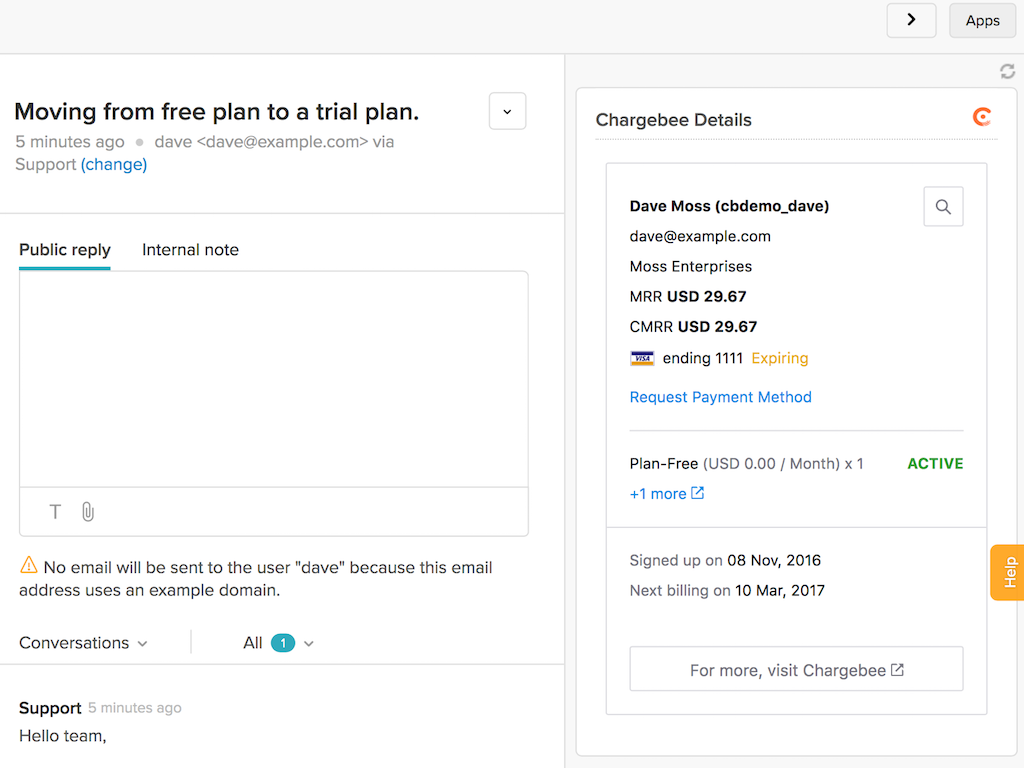 Apps
Moving from free plan to a trial plan.
5 minutes ago dave <dave@example.com> via
Support (change)
Public reply Internal note
T
No email will be sent to the user "dave" because this email
address uses an example domain.
Conversations All 1
Support 5 minutes ago
Hello team,
Chargebee Details
Dave Moss (cbdemo_dave)
dave@example.com
Moss Enterprises
MRR USD 29.67
CMRR USD 29.67
VISA ending 1111 Expiring
Request Payment Method
Plan-Free (USD 0.00 / Month) x 1 ACTIVE
+1 more
Signed up on 08 Nov, 2016
Next billing on 10 Mar, 2017
For more, visit Chargebee
Help